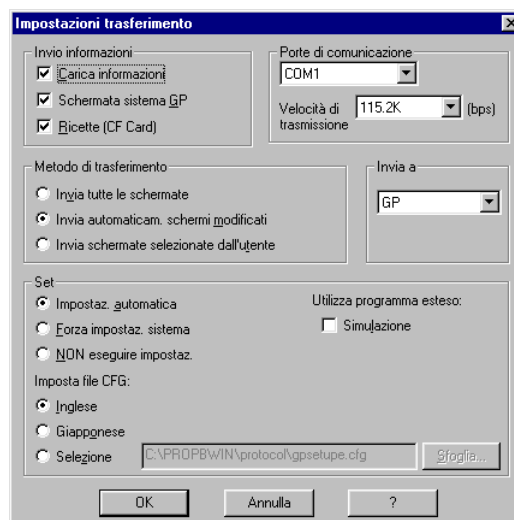 Impostazioni trasferimento
Invio informazioni
Carica informazioni
Schermata sistema GP
Ricette (CF Card)
Porte di comunicazione
COM1
Velocità di trasmissione 115.2K (bps)
Metodo di trasferimento
Invia tutte le schermate
Invia automaticam. schermi modificati
Invia schermate selezionate dall'utente
Invia a
GP
Set
Impostaz. automatica
Forza impostaz. sistema
NON eseguire impostaz.
Utilizza programma esteso:
Simulazione
Imposta file CFG:
Inglese
Giapponese
Selezione C:\PROPBWIN\protocol\gpsetupe.cfg Sfoglia...
OK Annulla ?